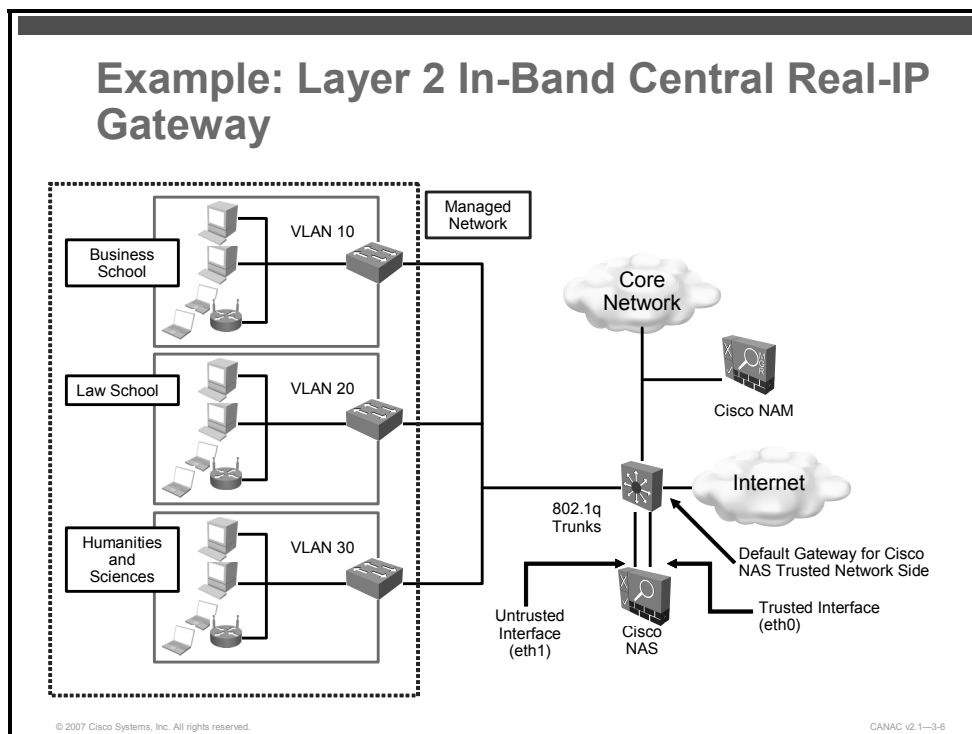 Example: Layer 2 In-Band Central Real-IP
Gateway
Managed
Network
VLAN 10
Business
School
Core
Network
VLAN 20
Law School
Cisco NAM
Internet
802.1q
Trunks
VLAN 30
Humanities
and
Sciences
Default Gateway for Cisco
NAS Trusted Network Side
Untrusted
Interface
(eth1)
Cisco
NAS
Trusted Interface
(eth0)
© 2007 Cisco Systems, Inc. All rights reserved.
CANAC v2.1—3-6